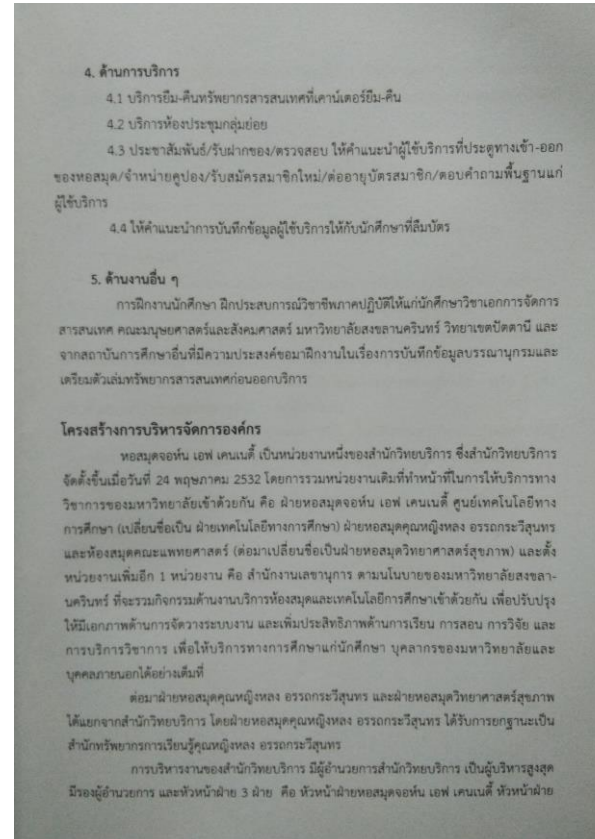 4. ด้านการบริการ
4.1 บริการยืม-คืนทรัพยากรสารสนเทศที่เคาน์เตอร์ยืม-คืน
4.2 บริการห้องประชุมกลุ่มย่อย
4.3 ประชาสัมพันธ์/รับฝากของ/ตรวจสอบ ให้คำแนะนำผู้ใช้บริการที่ประตูทางเข้า-ออก
ของหอสมุด/จำหน่ายคูปอง/รับสมัครสมาชิกใหม่/ต่ออายุบัตรสมาชิก/ตอบคำถามพื้นฐานแก่
ผู้ใช้บริการ
4.4 ให้คำแนะนำการบันทึกข้อมูลผู้ใช้บริการให้กับนักศึกษาที่ลืมบัตร
5. ด้านงานอื่น ๆ
การฝึกงานนักศึกษา ฝึกประสบการณ์วิชาชีพภาคปฏิบัติให้แก่นักศึกษาวิชาเอกการจัดการ
สารสนเทศ คณะมนุษยศาสตร์และสังคมศาสตร์ มหาวิทยาลัยสงขลานครินทร์ วิทยาเขตปัตตานี และ
จากสถาบันการศึกษาอื่นที่มีความประสงค์ขอมาฝึกงานในเรื่องการบันทึกข้อมูลบรรณานุกรมและ
เตรียมตัวเล่มทรัพยากรสารสนเทศก่อนออกบริการ
โครงสร้างการบริหารจัดการองค์กร
หอสมุดจอห์น เอฟ เคนเนดี้ เป็นหน่วยงานหนึ่งของสำนักวิทยบริการ ซึ่งสำนักวิทยบริการ
จัดตั้งขึ้นเมื่อวันที่ 24 พฤษภาคม 2532 โดยการรวมหน่วยงานเดิมที่ทำหน้าที่ในการให้บริการทาง
วิชาการของมหาวิทยาลัยเข้าด้วยกัน คือ ฝ่ายหอสมุดจอห์น เอฟ เคนเนดี้ ศูนย์เทคโนโลยีทาง
การศึกษา (เปลี่ยนชื่อเป็น ฝ่ายเทคโนโลยีทางการศึกษา) ฝ่ายหอสมุดคุณหญิงหลง อรรถกระวีสุนทร
และห้องสมุดคณะแพทยศาสตร์ (ต่อมาเปลี่ยนชื่อเป็นฝ่ายหอสมุดวิทยาศาสตร์สุขภาพ) และตั้ง
หน่วยงานเพิ่มอีก 1 หน่วยงาน คือ สำนักงานเลขานุการ ตามนโนบายของมหาวิทยาลัยสงขลา-
นครินทร์ ที่จะรวมกิจกรรมด้านงานบริการห้องสมุดและเทคโนโลยีการศึกษาเข้าด้วยกัน เพื่อปรับปรุง
ให้มีเอกภาพด้านการจัดวางระบบงาน และเพิ่มประสิทธิภาพด้านการเรียน การสอน การวิจัย และ
การบริการวิชาการ เพื่อให้บริการทางการศึกษาแก่นักศึกษา บุคลากรของมหาวิทยาลัยและ
บุคคลภายนอกได้อย่างเต็มที่
ต่อมาฝ่ายหอสมุดคุณหญิงหลง อรรถกระวีสุนทร และฝ่ายหอสมุดวิทยาศาสตร์สุขภาพ
ได้แยกจากสำนักวิทยบริการ โดยฝ่ายหอสมุดคุณหญิงหลง อรรถกระวีสุนทร ได้รับการยกฐานะเป็น
สำนักทรัพยากรการเรียนรู้คุณหญิงหลง อรรถกระวีสุนทร
การบริหารงานของสำนักวิทยบริการ มีผู้อำนวยการสำนักวิทยบริการ เป็นผู้บริหารสูงสุด
มีรองผู้อำนวยการ และหัวหน้าฝ่าย 3 ฝ่าย คือ หัวหน้าฝ่ายหอสมุดจอห์น เอฟ เคนเนดี้ หัวหน้าฝ่าย